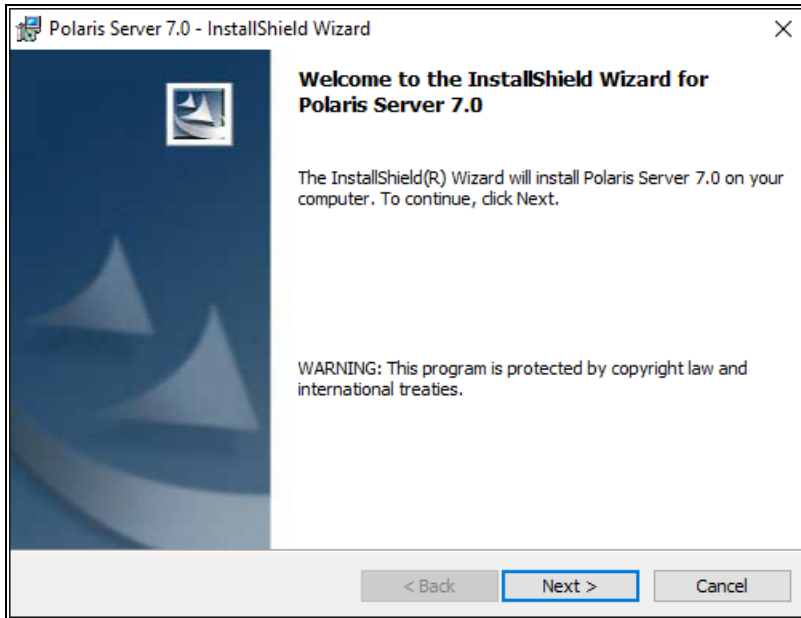 Polaris Server 7.0 - InstallShield Wizard
Welcome to the InstallShield Wizard for
Polaris Server 7.0
The InstallShield(R) Wizard will install Polaris Server 7.0 on your
computer. To continue, click Next.
WARNING: This program is protected by copyright law and
international treaties.
< Back
Next >
Cancel